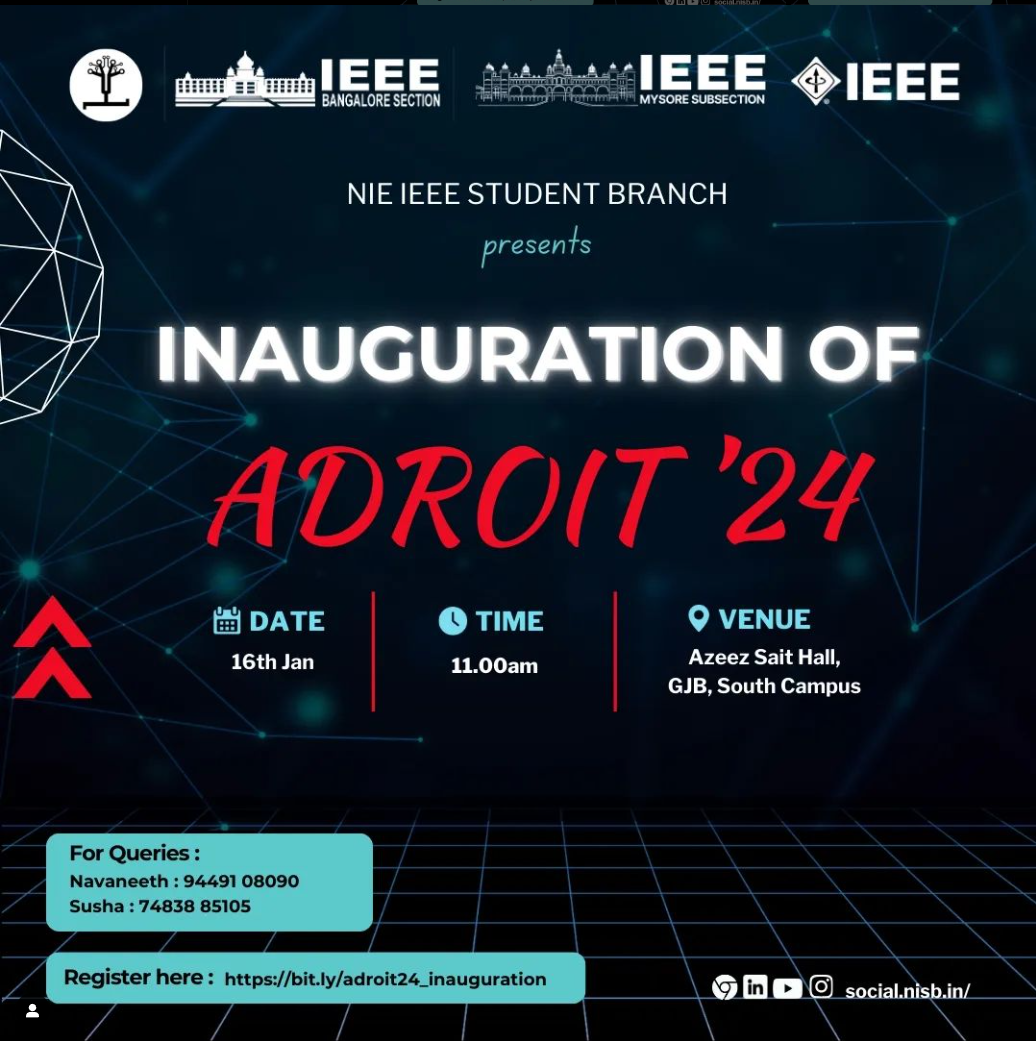 IEEE
BANGALORE SECTION
IEEE
MYSORE SUBSECTION
IEEE
NIE IEEE STUDENT BRANCH
presents
INAUGURATION OF
ADROIT '24
DATE
16th Jan
TIME
11.00am
VENUE
Azeez Sait Hall,
GJB, South Campus
For Queries :
Navaneeth : 94491 08090
Susha : 74838 85105
Register here : https://bit.ly/adroit24_inauguration
social.nisb.in/